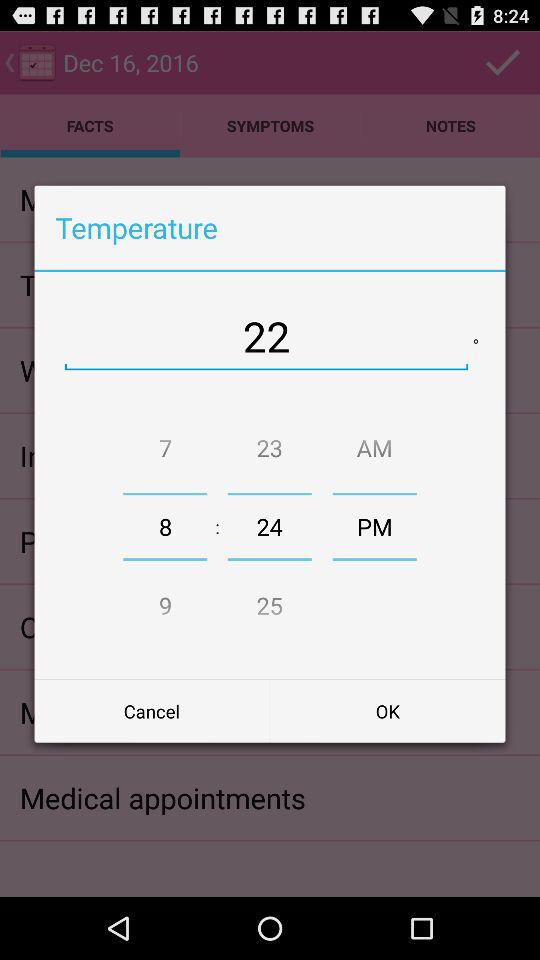 8:24
Dec 16, 2016
FACTS SYMPTOMS NOTES
Temperature
22 °
7 23 AM
8 : 24 PM
9 25
Cancel OK
Medical appointments